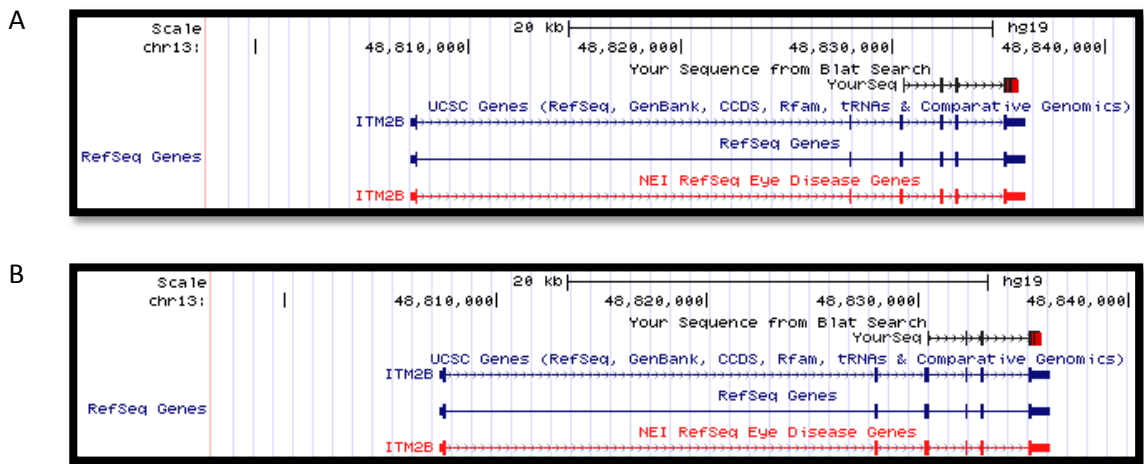 A
Scale 20 kb hg19
chr13: 48,810,000 48,820,000 48,830,000 48,840,000
Your Sequence from Blat Search
YourSeq
UCSC Genes (RefSeq, GenBank, CCDS, Rfam, tRNAs & Comparative Genomics)
ITM2B
RefSeq Genes
RefSeq Genes
NEI RefSeq Eye Disease Genes
ITM2B
B
Scale 20 kb hg19
chr13: 48,810,000 48,820,000 48,830,000 48,840,000
Your Sequence from Blat Search
YourSeq
UCSC Genes (RefSeq, GenBank, CCDS, Rfam, tRNAs & Comparative Genomics)
ITM2B
RefSeq Genes
RefSeq Genes
NEI RefSeq Eye Disease Genes
ITM2B